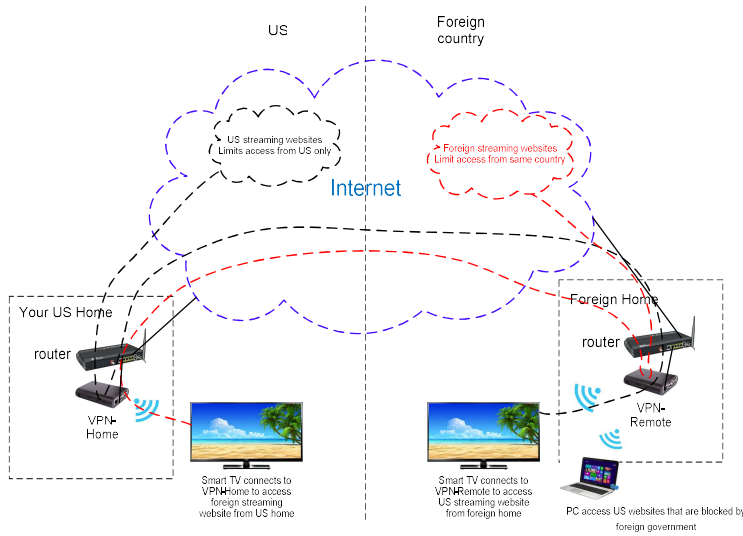 US
Foreign
country
US streaming websites
Limits access from US only
Foreign streaming websites
Limit access from same country
Internet
Your US Home
router
VPN-
Home
Foreign Home
router
VPN-
Remote
Smart TV connects to
VPN-Home to access
foreign streaming
website from US home
Smart TV connects to
VPN-Remote to access
US streaming website
from foreign home
PC access US websites that are blocked by
foreign government